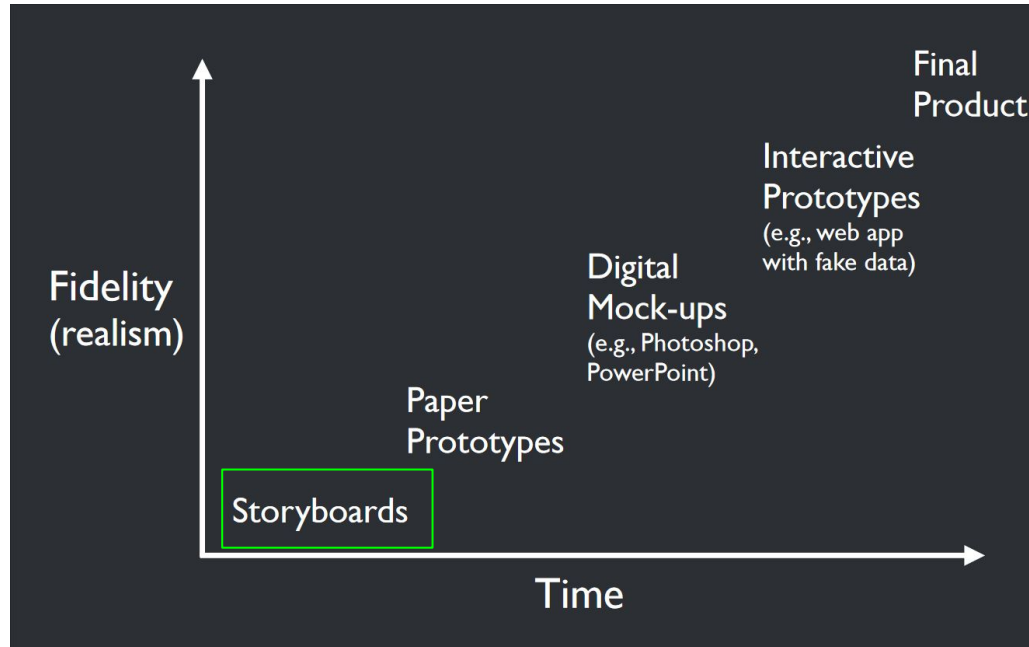 Final
Product
Interactive
Prototypes
(e.g., web app
with fake data)
Digital
Mock-ups
(e.g., Photoshop,
PowerPoint)
Fidelity
(realism)
Paper
Prototypes
Storyboards
Time